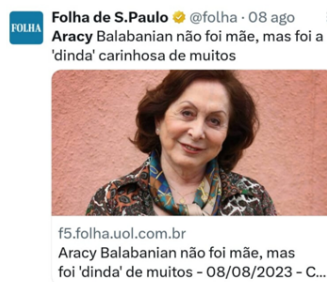 Folha de S.Paulo @folha · 08 ago
FOLHA
Aracy Balabanian não foi mãe, mas foi a
'dinda' carinhosa de muitos
f5.folha.uol.com.br
Aracy Balabanian não foi mãe, mas
foi 'dinda' de muitos - 08/08/2023 - C...